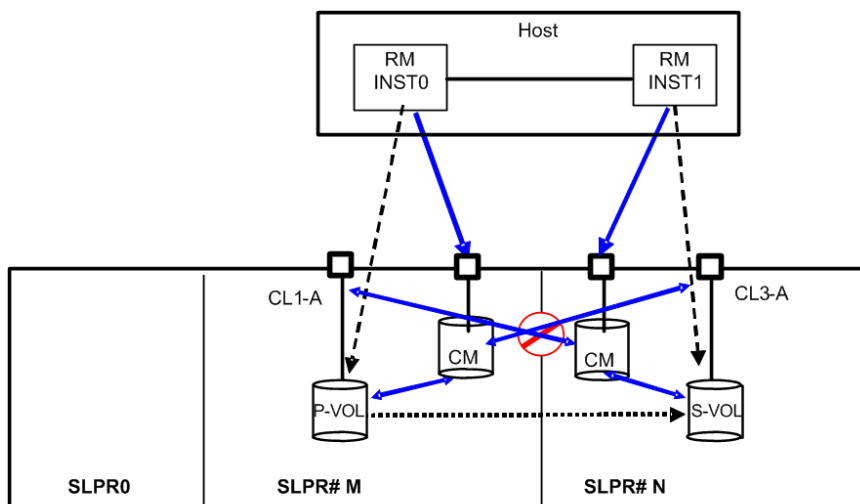 Host
RM
INST0
RM
INST1
CL1-A
CL3-A
CM
CM
P-VOL
S-VOL
SLPR0
SLPR# M
SLPR# N